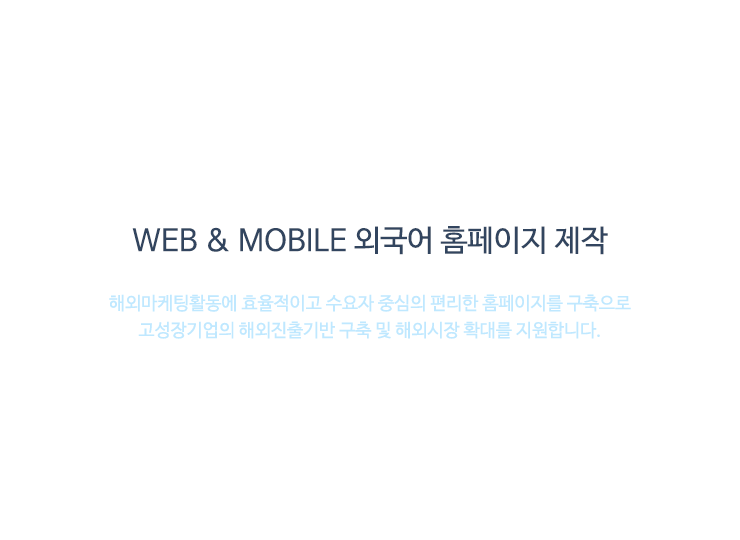 WEB & MOBILE 외국어 홈페이지 제작
해외마케팅활동에 효율적이고 수요자 중심의 편리한 홈페이지를 구축으로
고성장기업의 해외진출기반 구축 및 해외시장 확대를 지원합니다.